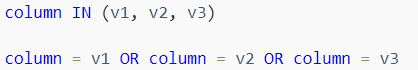 column IN (v1, v2, v3)
column = v1 OR column = v2 OR column = v3